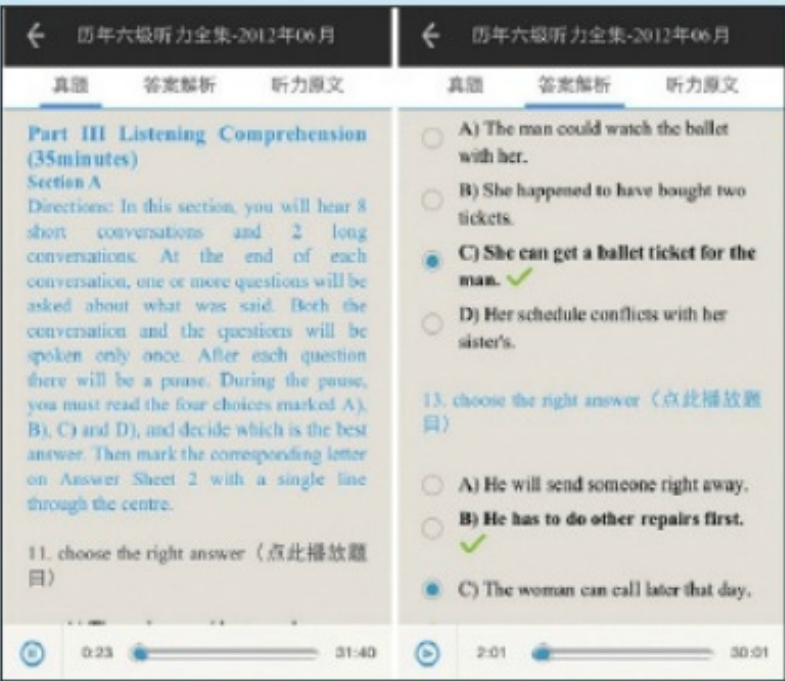 历年六级听力全集-2012年06月
真题 答案解析 听力原文
Part III Listening Comprehension
(35minutes)
Section A
Directions: In this section, you will hear 8
short conversations and 2 long
conversations. At the end of each
conversation, one or more questions will be
asked about what was said. Both the
conversation and the questions will be
spoken only once. After each question
there will be a pause. During the pause,
you must read the four choices marked A),
B), C) and D), and decide which is the best
answer. Then mark the corresponding letter
on Answer Sheet 2 with a single line
through the centre.
11. choose the right answer（点此播放题
目）
0:23 31:40
历年六级听力全集-2012年06月
真题 答案解析 听力原文
A) The man could watch the ballet
with her.
B) She happened to have bought two
tickets.
C) She can get a ballet ticket for the
man.
D) Her schedule conflicts with her
sister's.
13. choose the right answer（点此播放题
目）
A) He will send someone right away.
B) He has to do other repairs first.
C) The woman can call later that day.
2:01 30:01